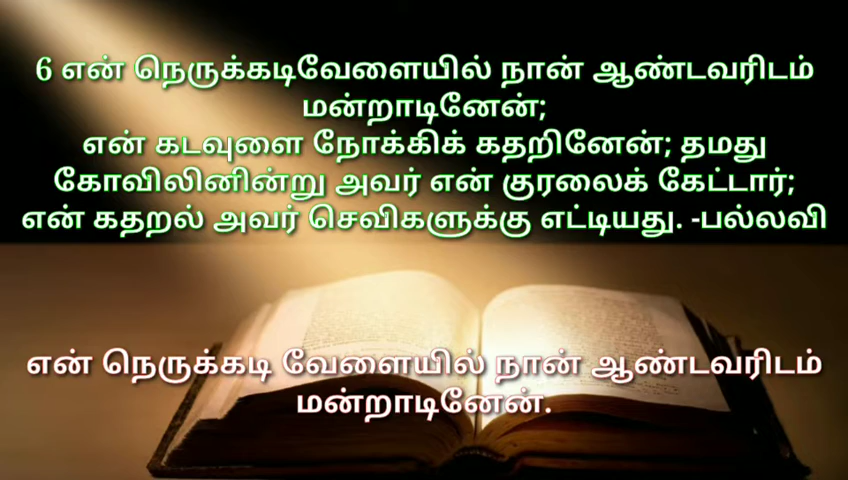 6 என் நெருக்கடிவேளையில் நான் ஆண்டவரிடம்
மன்றாடினேன்;
என் கடவுளை நோக்கிக் கதறினேன்; தமது
கோவிலினின்று அவர் என் குரலைக் கேட்டார்;
என் கதறல் அவர் செவிகளுக்கு எட்டியது. -பல்லவி
என் நெருக்கடி வேளையில் நான் ஆண்டவரிடம்
மன்றாடினேன்.